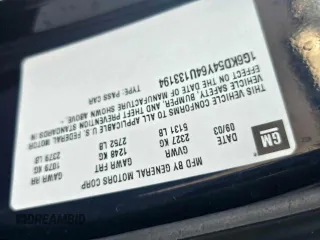 MFD BY GENERAL MOTORS CORP
GM
DATE GVWR GAWR FRT GAWR RR
09/03 2327 KG 1248 KG 1079 KG
5131 LB 2752 LB 2379 LB
THIS VEHICLE CONFORMS TO ALL APPLICABLE U.S. FEDERAL MOTOR
VEHICLE SAFETY, BUMPER, AND THEFT PREVENTION STANDARDS IN
EFFECT ON THE DATE OF MANUFACTURE SHOWN ABOVE.
1G6KD54Y64U133194 TYPE: PASS CAR
DREAMBID